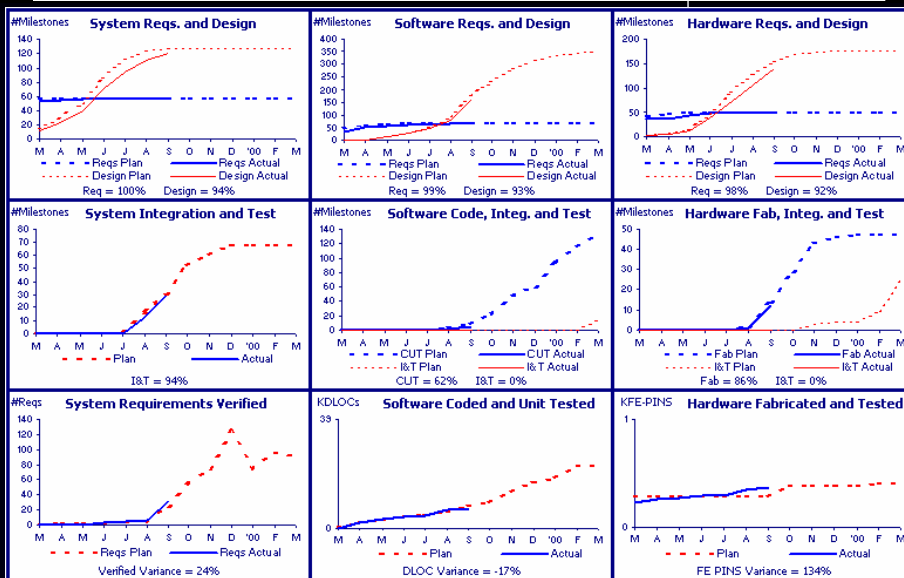 #Milestones System Reqs. and Design
140
120
100
80
60
40
20
0
M A M J J A S O N D '00 F M
Reqs Plan Reqs Actual
Design Plan Design Actual
Req = 100% Design = 94%
#Milestones Software Reqs. and Design
400
350
300
250
200
150
100
50
0
M A M J J A S O N D '00 F M
Reqs Plan Reqs Actual
Design Plan Design Actual
Req = 99% Design = 93%
#Milestones Hardware Reqs. and Design
200
150
100
50
0
M A M J J A S O N D '00 F M
Reqs Plan Reqs Actual
Design Plan Design Actual
Req = 98% Design = 92%
#Milestones System Integration and Test
80
70
60
50
40
30
20
10
0
M A M J J A S O N D '00 F M
Plan Actual
I&T = 94%
#Milestones Software Code, Integ. and Test
140
120
100
80
60
40
20
0
M A M J J A S O N D '00 F M
CUT Plan CUT Actual
I&T Plan I&T Actual
CUT = 62% I&T = 0%
#Milestones Hardware Fab, Integ. and Test
50
40
30
20
10
0
M A M J J A S O N D '00 F M
Fab Plan Fab Actual
I&T Plan I&T Actual
Fab = 86% I&T = 0%
#Reqs System Requirements Verified
140
120
100
80
60
40
20
0
M A M J J A S O N D '00 F M
Reqs Plan Reqs Actual
Verified Variance = 24%
KDLOCs Software Coded and Unit Tested
39
0
M A M J J A S O N D '00 F M
Plan Actual
DLOC Variance = -17%
KFE-PINS Hardware Fabricated and Tested
1
0
M A M J J A S O N D '00 F M
Plan Actual
FE PINS Variance = 134%